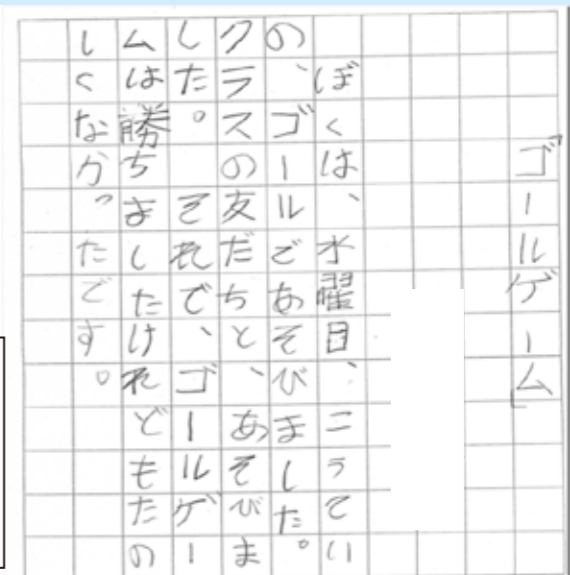 「ゴールゲーム」
ぼくは、水曜日、こうてい
の、ゴールであそびました。
クラスの友だちと、あそびま
した。　それで、ゴールゲー
ムは勝ちましたけれどもたの
しくなかったです。